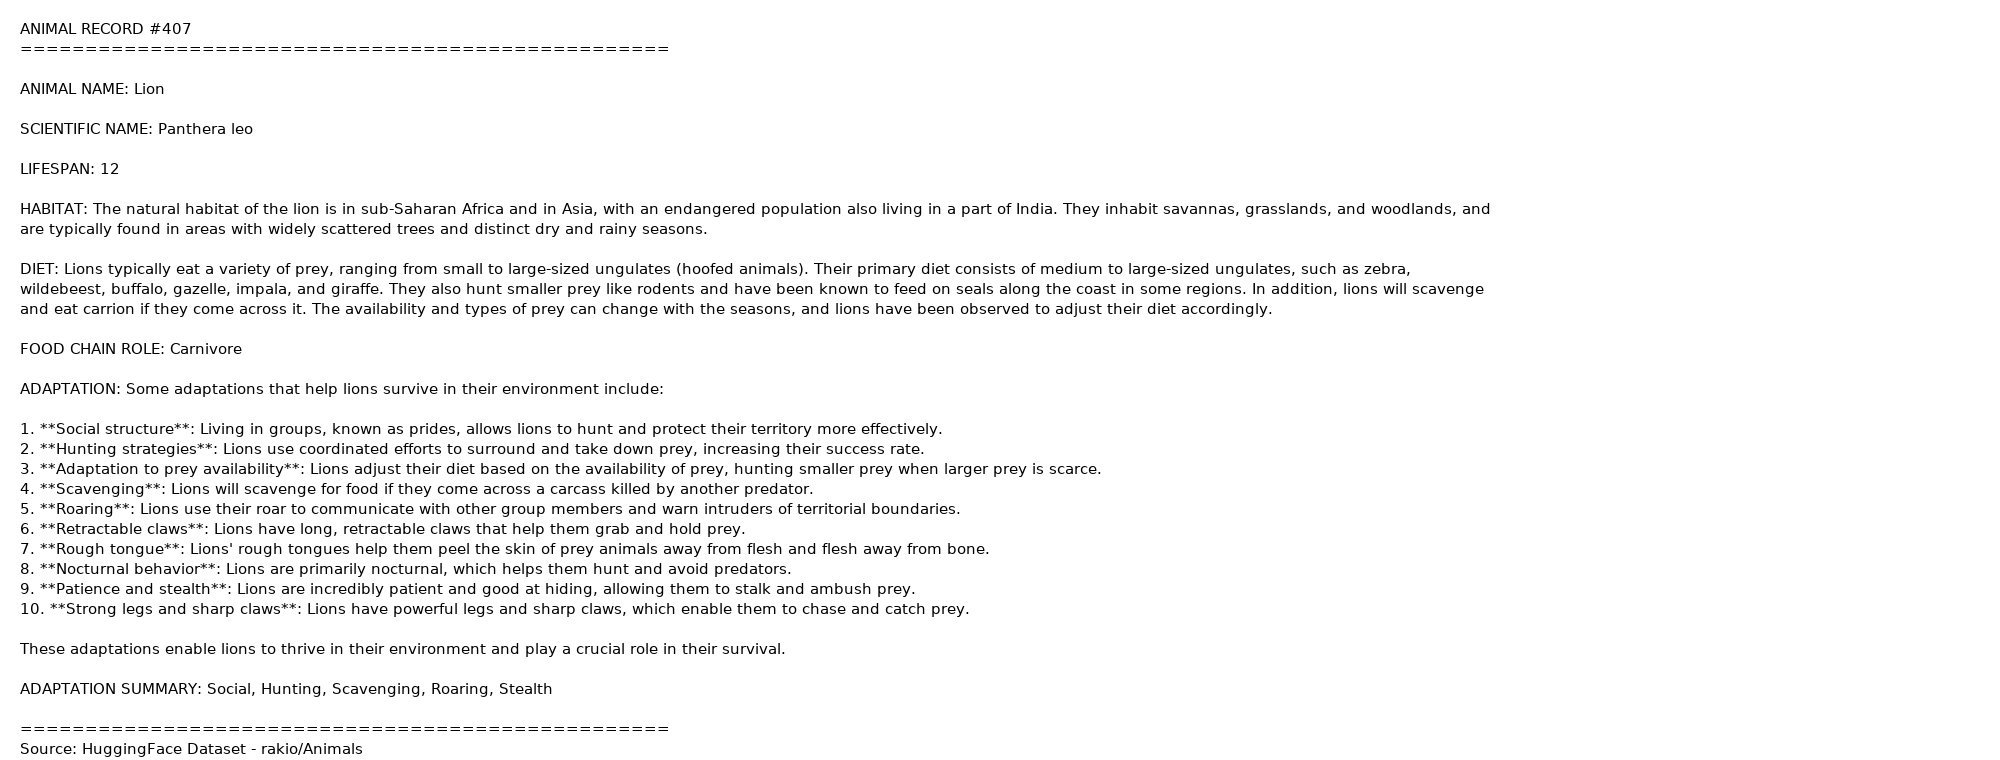 ANIMAL RECORD #407
==================================================
ANIMAL NAME: Lion
SCIENTIFIC NAME: Panthera leo
LIFESPAN: 12
HABITAT: The natural habitat of the lion is in sub-Saharan Africa and in Asia, with an endangered population also living in a part of India. They inhabit savannas, grasslands, and woodlands, and
are typically found in areas with widely scattered trees and distinct dry and rainy seasons.
DIET: Lions typically eat a variety of prey, ranging from small to large-sized ungulates (hoofed animals). Their primary diet consists of medium to large-sized ungulates, such as zebra,
wildebeest, buffalo, gazelle, impala, and giraffe. They also hunt smaller prey like rodents and have been known to feed on seals along the coast in some regions. In addition, lions will scavenge
and eat carrion if they come across it. The availability and types of prey can change with the seasons, and lions have been observed to adjust their diet accordingly.
FOOD CHAIN ROLE: Carnivore
ADAPTATION: Some adaptations that help lions survive in their environment include:
1. **Social structure**: Living in groups, known as prides, allows lions to hunt and protect their territory more effectively.
2. **Hunting strategies**: Lions use coordinated efforts to surround and take down prey, increasing their success rate.
3. **Adaptation to prey availability**: Lions adjust their diet based on the availability of prey, hunting smaller prey when larger prey is scarce.
4. **Scavenging**: Lions will scavenge for food if they come across a carcass killed by another predator.
5. **Roaring**: Lions use their roar to communicate with other group members and warn intruders of territorial boundaries.
6. **Retractable claws**: Lions have long, retractable claws that help them grab and hold prey.
7. **Rough tongue**: Lions' rough tongues help them peel the skin of prey animals away from flesh and flesh away from bone.
8. **Nocturnal behavior**: Lions are primarily nocturnal, which helps them hunt and avoid predators.
9. **Patience and stealth**: Lions are incredibly patient and good at hiding, allowing them to stalk and ambush prey.
10. **Strong legs and sharp claws**: Lions have powerful legs and sharp claws, which enable them to chase and catch prey.
These adaptations enable lions to thrive in their environment and play a crucial role in their survival.
ADAPTATION SUMMARY: Social, Hunting, Scavenging, Roaring, Stealth
==================================================
Source: HuggingFace Dataset - rakio/Animals